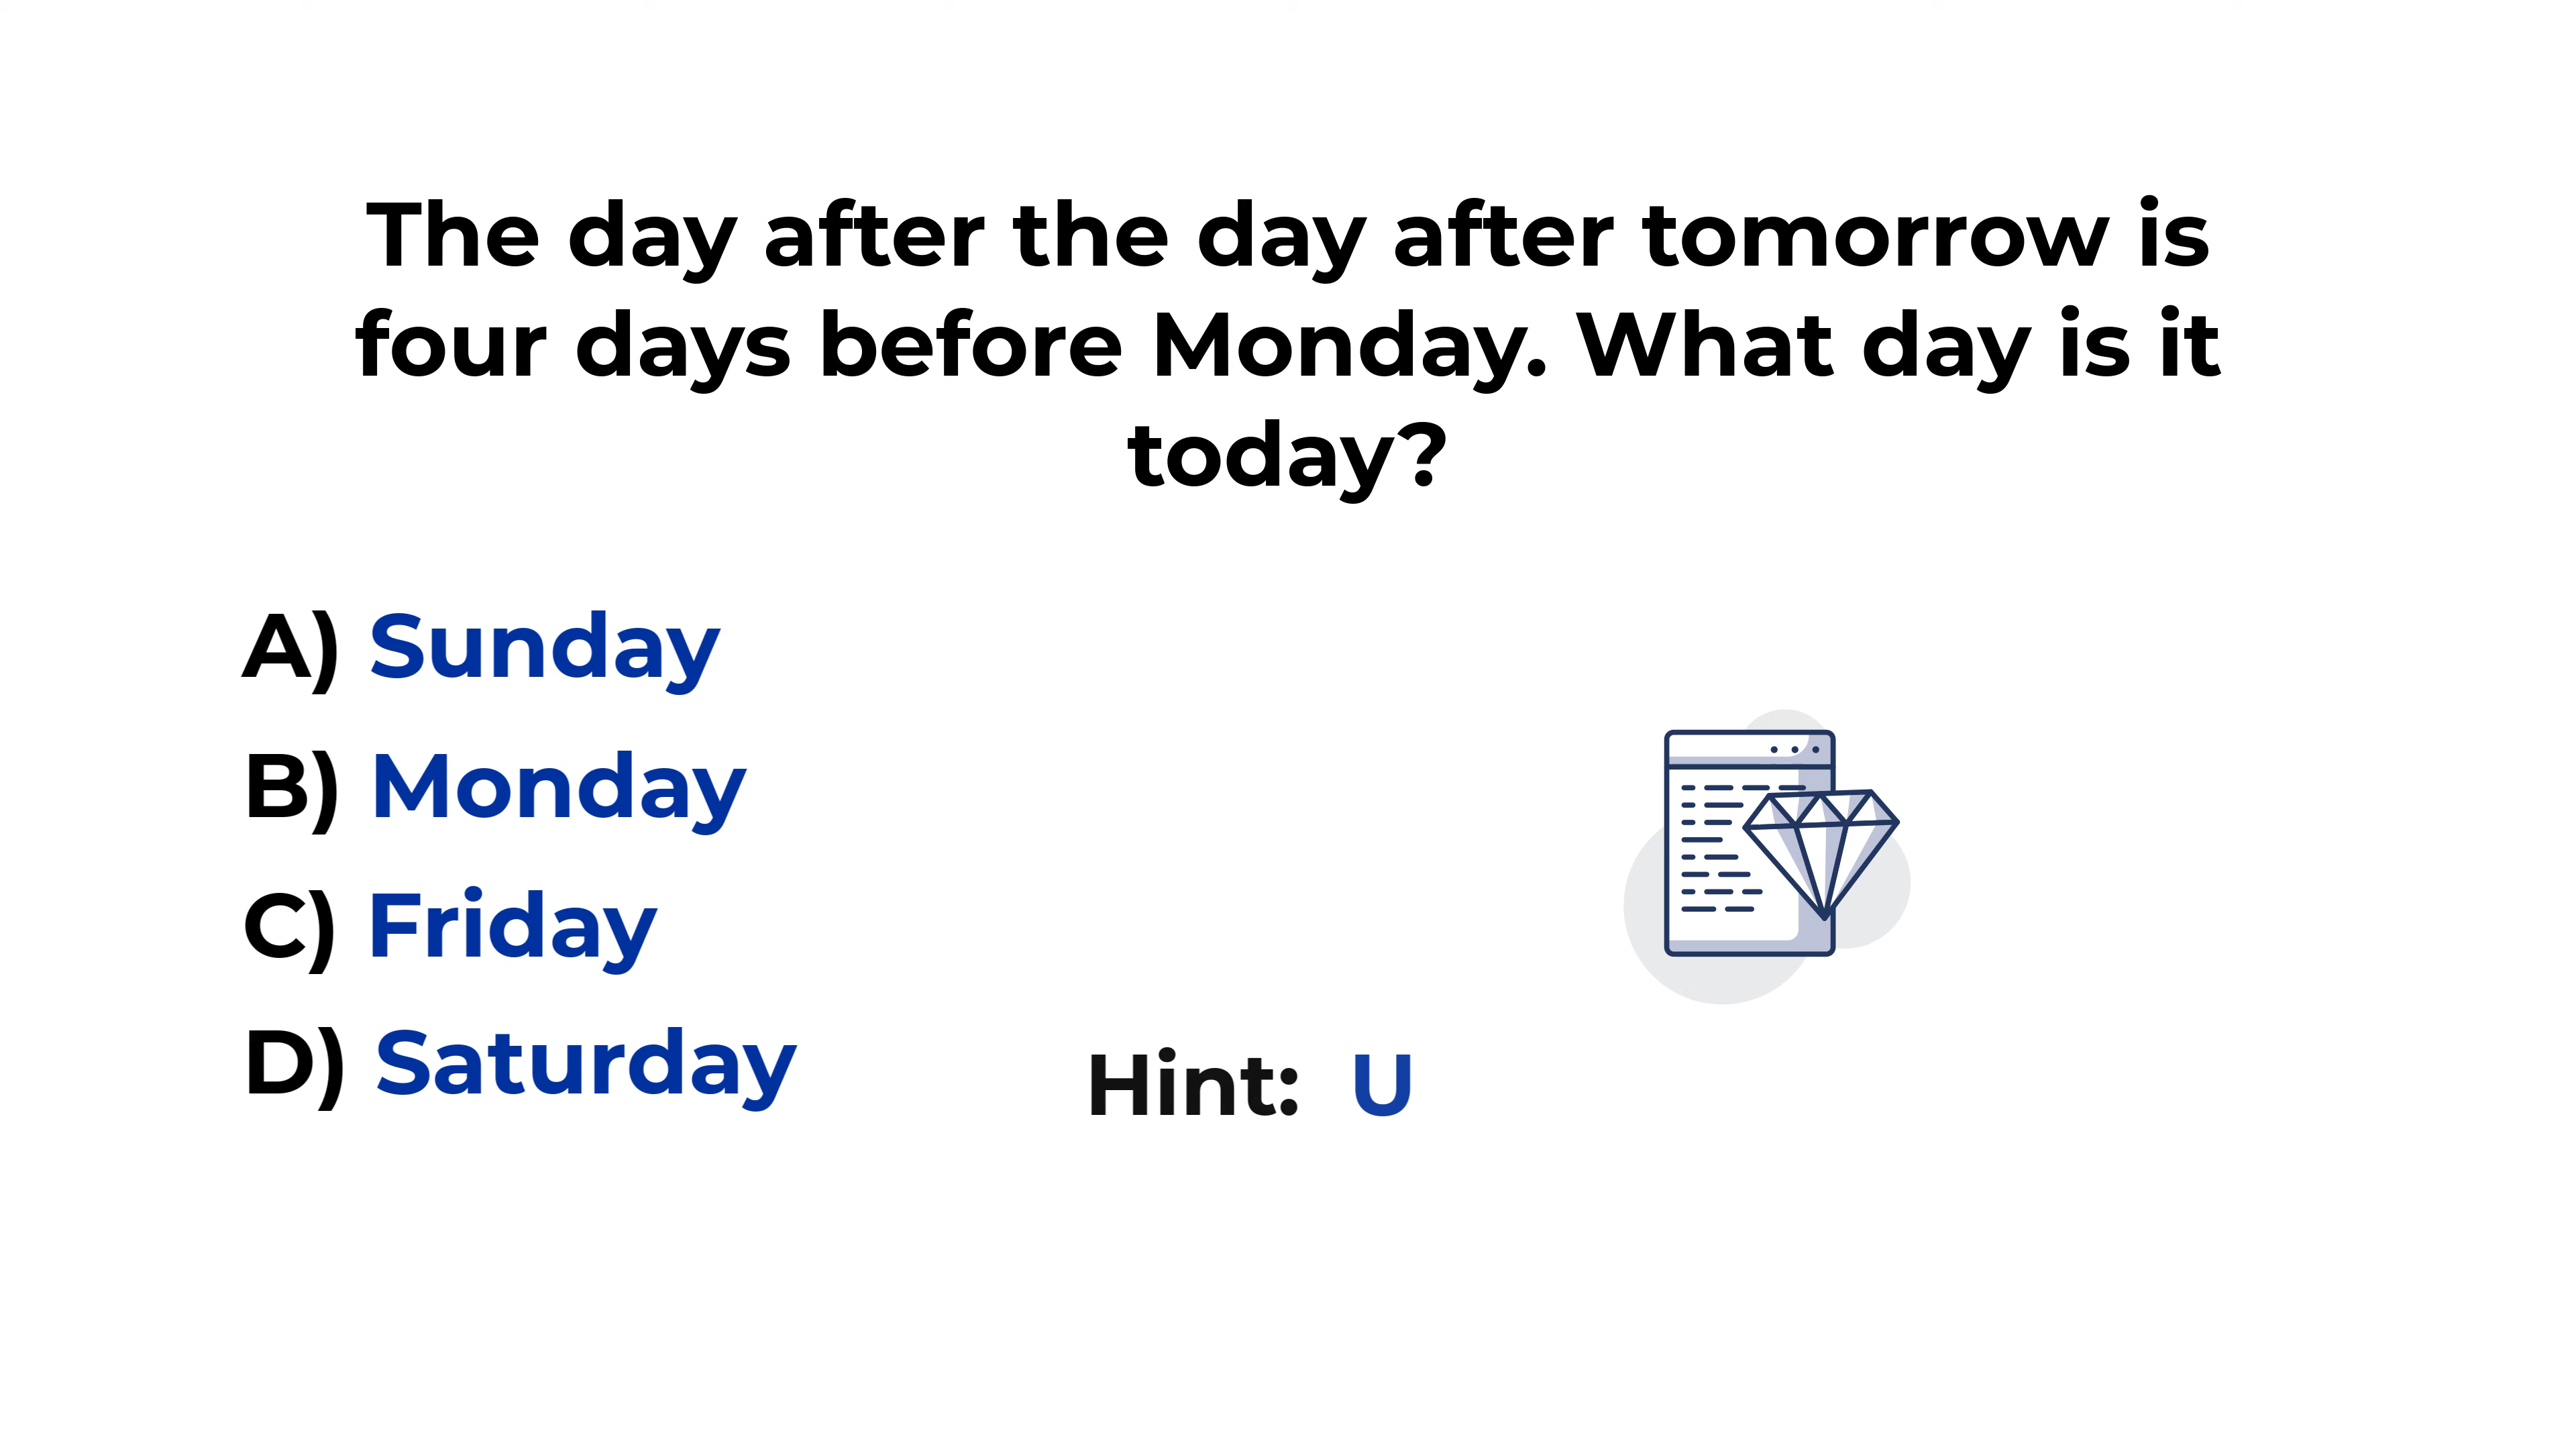 The day after the day after tomorrow is
four days before Monday. What day is it
today?
A) Sunday
B) Monday
C) Friday
D) Saturday
Hint: U